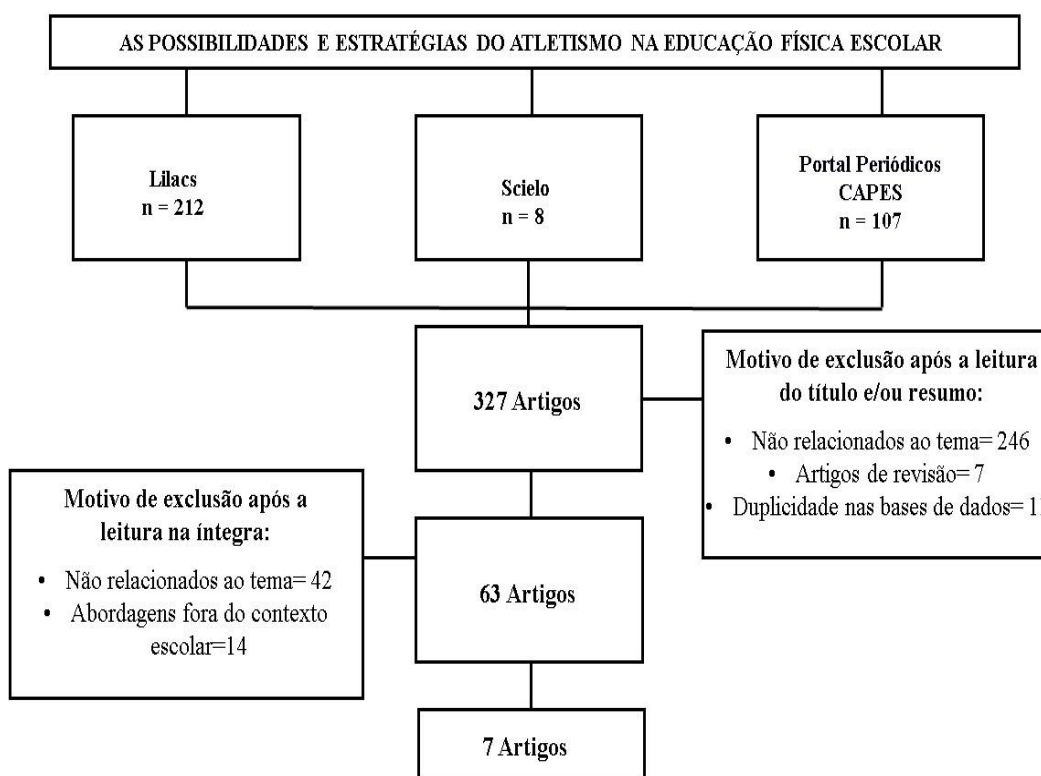 AS POSSIBILIDADES E ESTRATÉGIAS DO ATLETISMO NA EDUCAÇÃO FÍSICA ESCOLAR
Lilacs
n = 212
Scielo
n = 8
Portal Periódicos
CAPES
n = 107
327 Artigos
Motivo de exclusão após a leitura
do título e/ou resumo:
• Não relacionados ao tema= 246
• Artigos de revisão= 7
• Duplicidade nas bases de dados= 11
Motivo de exclusão após a
leitura na íntegra:
• Não relacionados ao tema= 42
• Abordagens fora do contexto
escolar=14
63 Artigos
7 Artigos